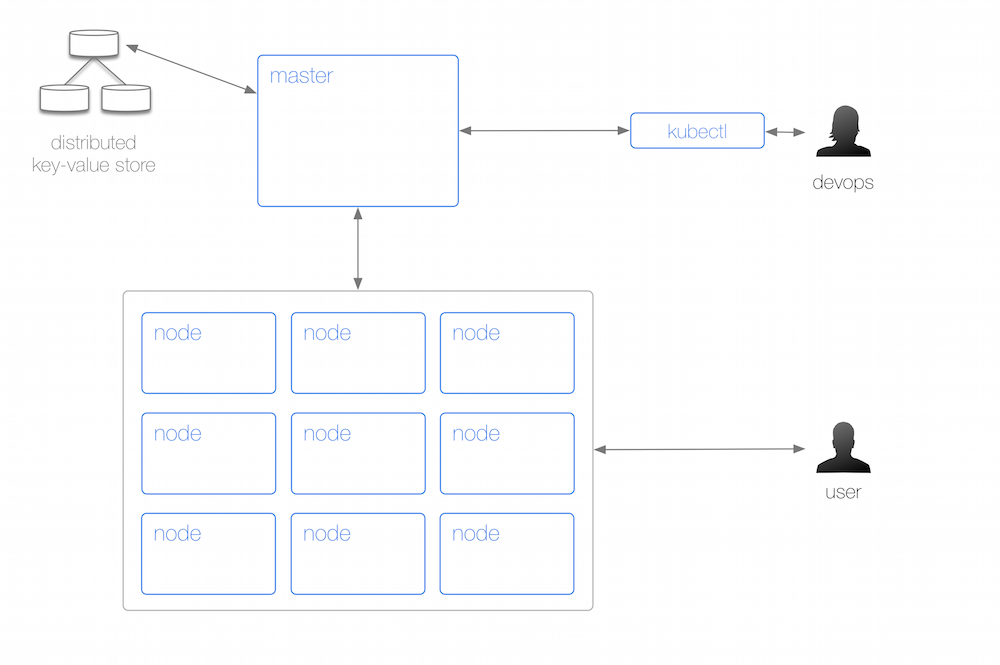 master
distributed
key-value store
kubectl
devops
node
node
node
node
node
node
node
node
node
user